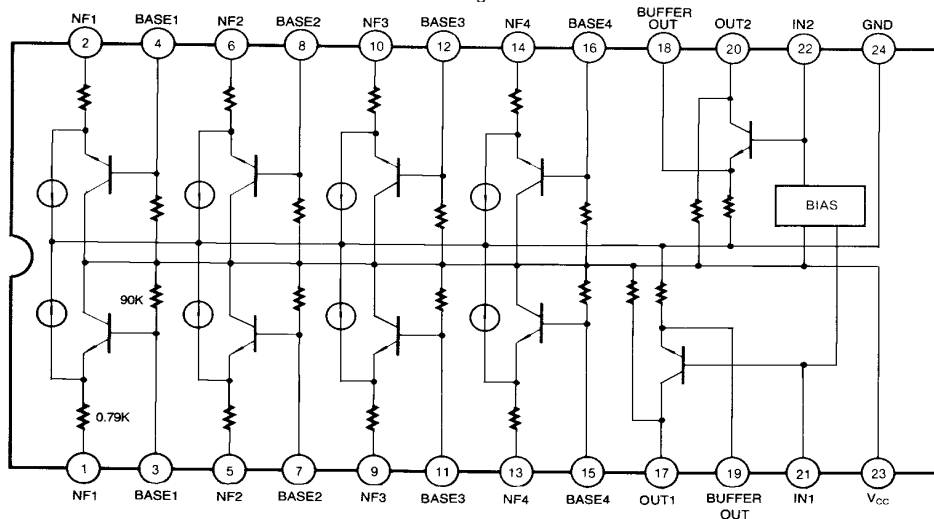 NF1 BASE1 NF2 BASE2 NF3 BASE3 NF4 BASE4 BUFFER OUT OUT2 IN2 GND
2 4 6 8 10 12 14 16 18 20 22 24
BIAS
90K
0.79K
1 3 5 7 9 11 13 15 17 19 21 23
NF1 BASE1 NF2 BASE2 NF3 BASE3 NF4 BASE4 OUT1 BUFFER OUT IN1 VCC